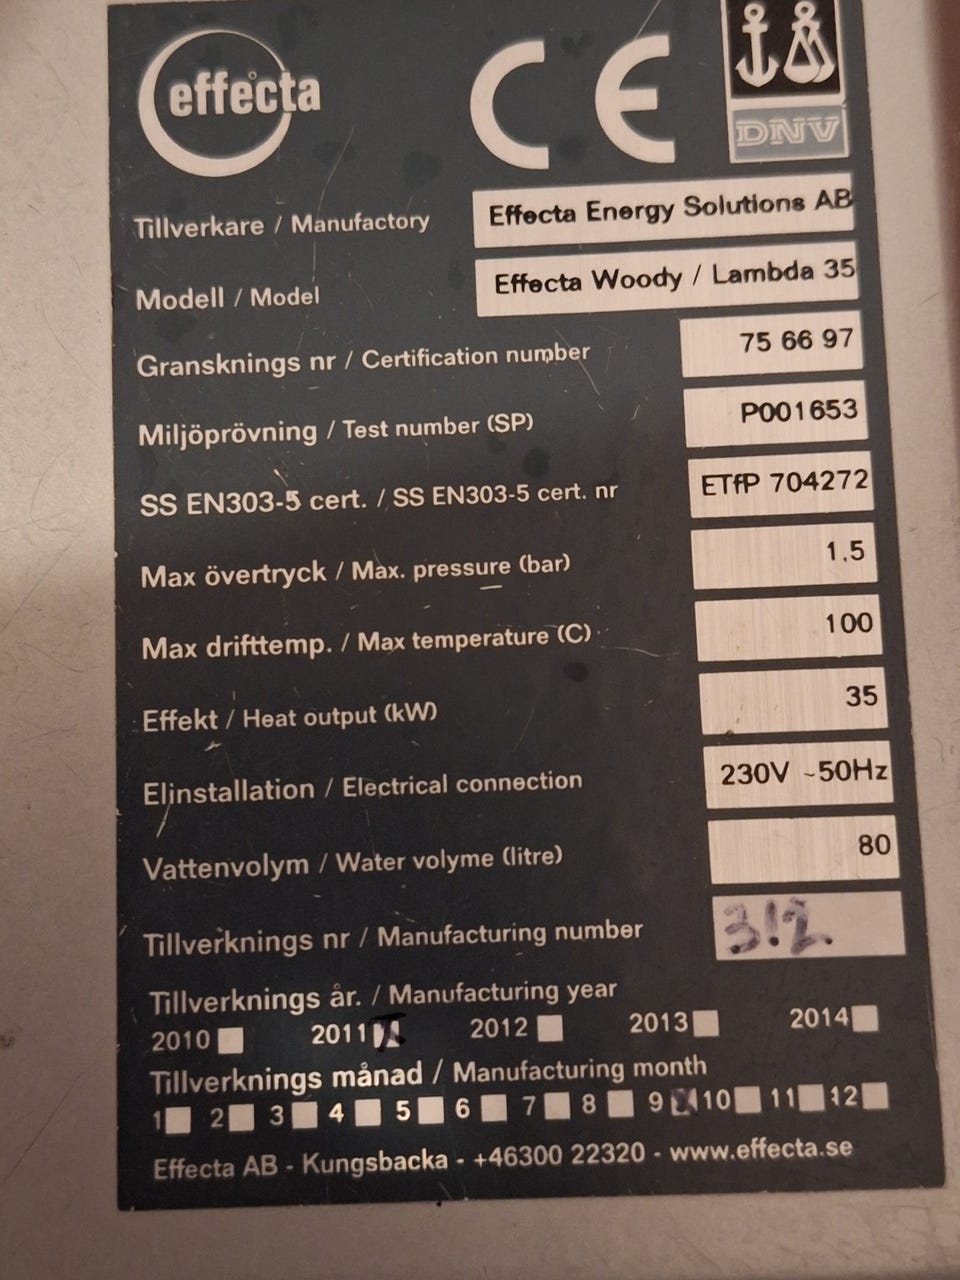 effecta
CE
DNV
Tillverkare / Manufactory Effecta Energy Solutions AB
Modell / Model Effecta Woody / Lambda 35
Gransknings nr / Certification number 75 66 97
Miljöprövning / Test number (SP) P001653
SS EN303-5 cert. / SS EN303-5 cert. nr ETfP 704272
Max övertryck / Max. pressure (bar) 1.5
Max drifttemp. / Max temperature (C) 100
Effekt / Heat output (kW) 35
Elinstallation / Electrical connection 230V ~50Hz
Vattenvolym / Water volyme (litre) 80
Tillverknings nr / Manufacturing number 312
Tillverknings år. / Manufacturing year
2010 2011 X 2012 2013 2014
Tillverknings månad / Manufacturing month
1 2 3 4 5 6 7 8 9 X 10 11 12
Effecta AB - Kungsbacka - +46300 22320 - www.effecta.se